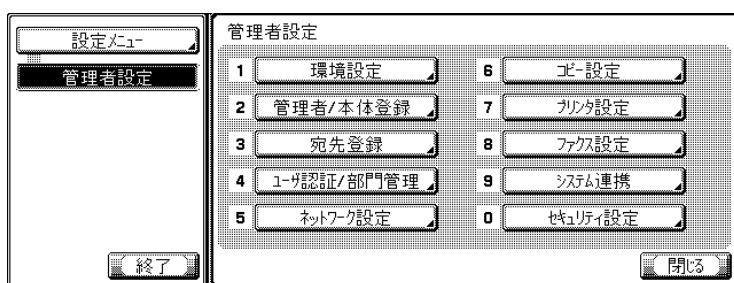 設定ﾒﾆｭｰ
管理者設定
終了
管理者設定
1 環境設定
2 管理者/本体登録
3 宛先登録
4 ﾕｰｻﾞ認証/部門管理
5 ﾈｯﾄﾜｰｸ設定
6 ｺﾋﾟｰ設定
7 ﾌﾟﾘﾝﾀ設定
8 ﾌｧｸｽ設定
9 ｼｽﾃﾑ連携
0 ｾｷｭﾘﾃｨ設定
閉じる